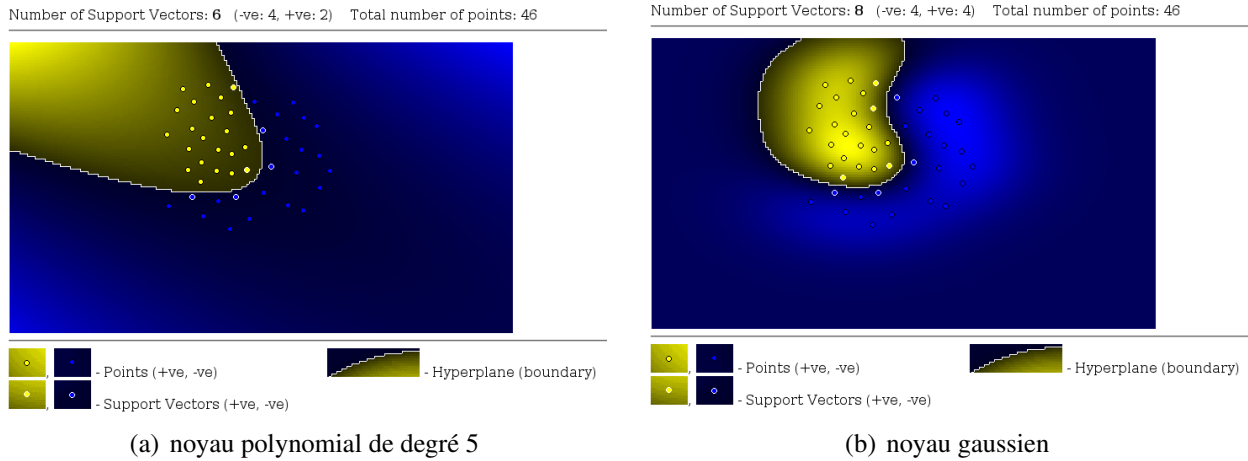 Number of Support Vectors: 6 (-ve: 4, +ve: 2) Total number of points: 46
, - Points (+ve, -ve) - Hyperplane (boundary)
, - Support Vectors (+ve, -ve)
(a) noyau polynomial de degré 5
Number of Support Vectors: 8 (-ve: 4, +ve: 4) Total number of points: 46
, - Points (+ve, -ve) - Hyperplane (boundary)
, - Support Vectors (+ve, -ve)
(b) noyau gaussien